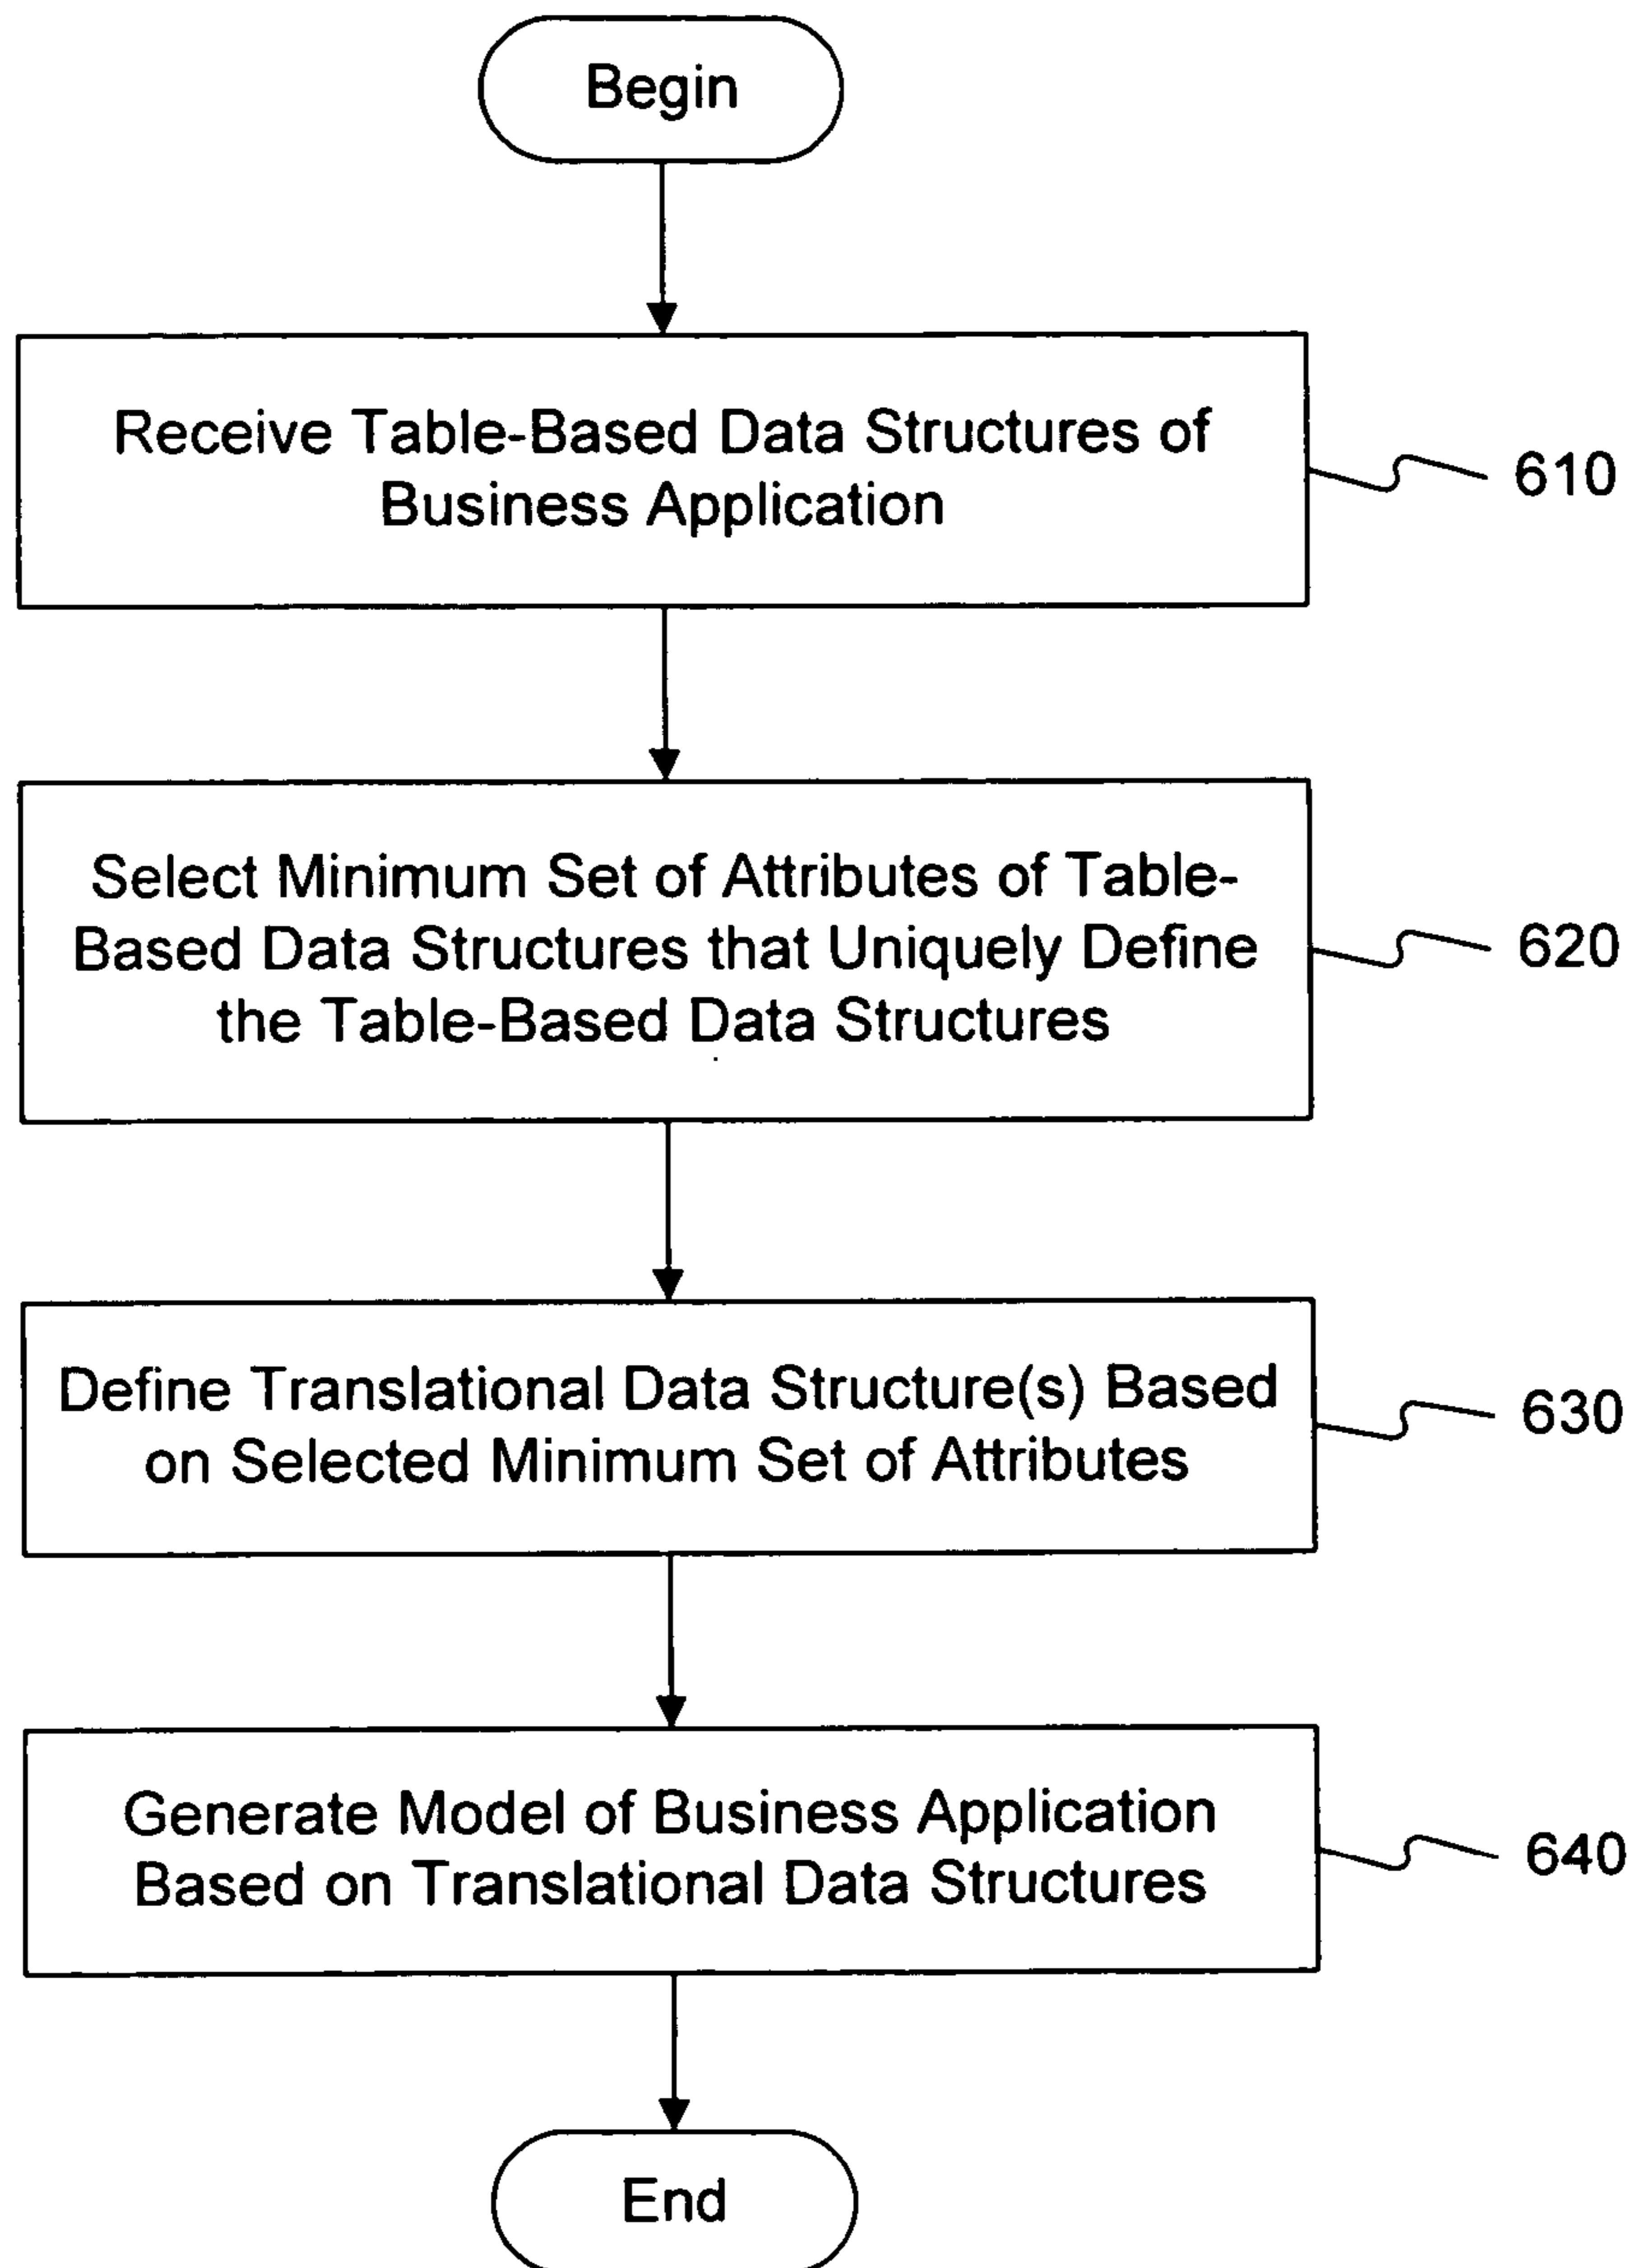 Begin
Receive Table-Based Data Structures of
Business Application
610
Select Minimum Set of Attributes of Table-
Based Data Structures that Uniquely Define
the Table-Based Data Structures
620
Define Translational Data Structure(s) Based
on Selected Minimum Set of Attributes
630
Generate Model of Business Application
Based on Translational Data Structures
640
End